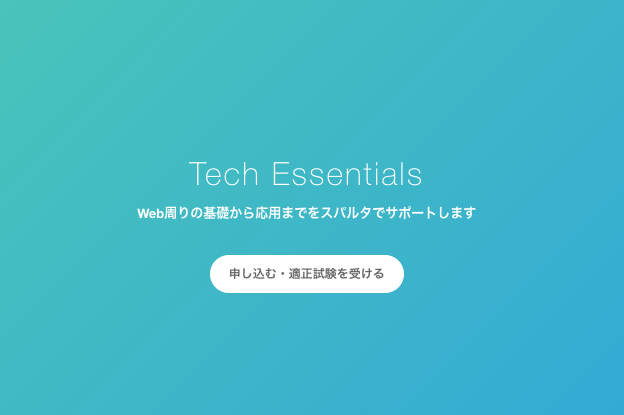 Tech Essentials
Web周りの基礎から応用までをスパルタでサポートします
申し込む・適正試験を受ける